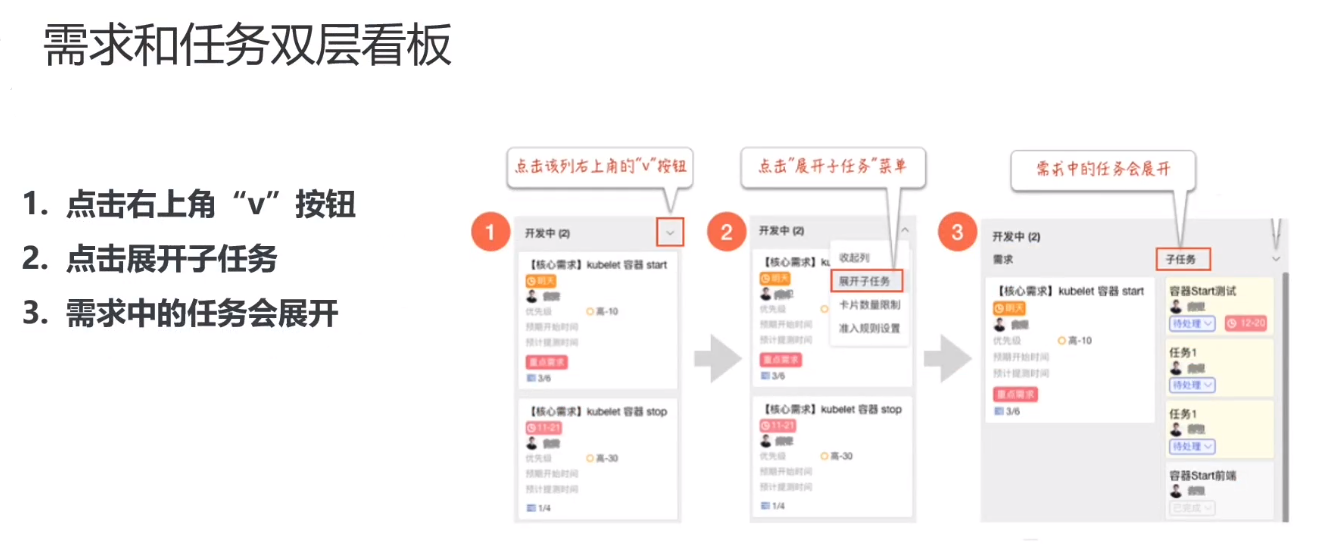 需求和任务双层看板
1. 点击右上角“v”按钮
2. 点击展开子任务
3. 需求中的任务会展开
点击该列右上角的“v”按钮
1
开发中 (2)
【核心需求】kubelet 容器 start
明天
优先级 高-10
预期开始时间
预计提测时间
重点需求
3/6
【核心需求】kubelet 容器 stop
11-21
优先级 高-30
预期开始时间
预计提测时间
1/4
点击“展开子任务”菜单
2
开发中 (2)
【核心需求】ku
明天
优先级
预期开始时间
预计提测时间
重点需求
3/6
收起列
展开子任务
卡片数量限制
准入规则设置
【核心需求】kubelet 容器 stop
11-21
优先级 高-30
预期开始时间
预计提测时间
1/4
需求中的任务会展开
3
开发中 (2)
需求
子任务
【核心需求】kubelet 容器 start
明天
优先级 高-10
预期开始时间
预计提测时间
重点需求
3/6
容器Start测试
待处理 12-20
任务1
待处理
任务1
待处理
容器Start前端
已完成